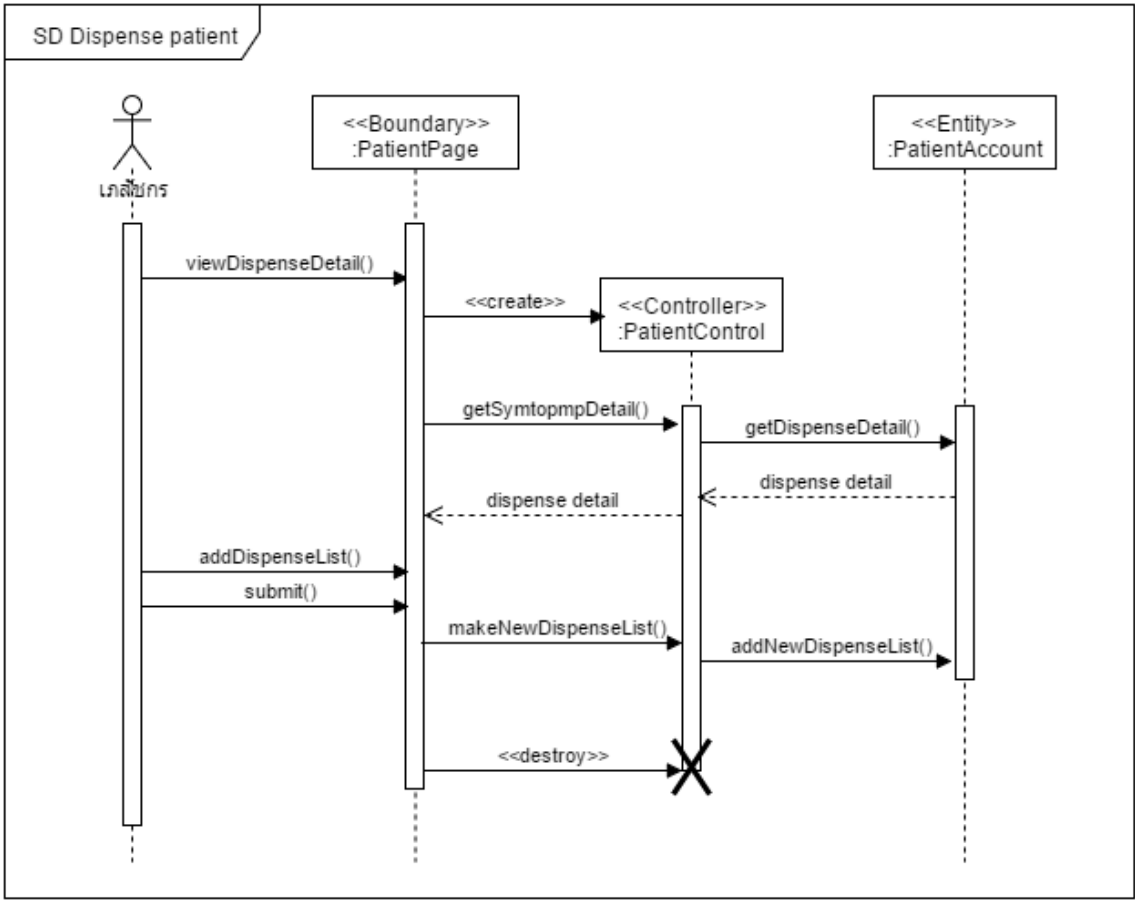 SD Dispense patient
<<Boundary>>
:PatientPage
<<Entity>>
:PatientAccount
เภสัชกร
viewDispenseDetail()
<<create>>
<<Controller>>
:PatientControl
getSymtopmpDetail()
getDispenseDetail()
dispense detail
dispense detail
addDispenseList()
submit()
makeNewDispenseList()
addNewDispenseList()
<<destroy>>